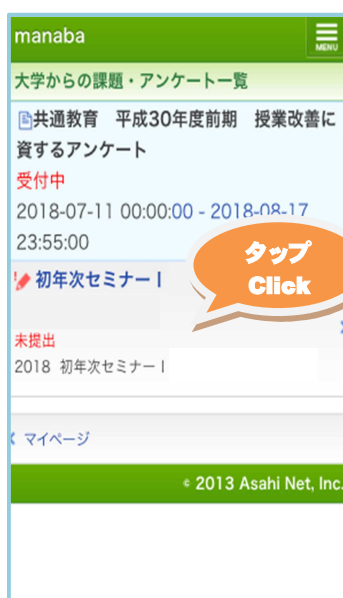 manaba
MENU
大学からの課題・アンケート一覧
共通教育　平成30年度前期　授業改善に
資するアンケート
受付中
2018-07-11 00:00:00 - 2018-08-17
23:55:00
タップ
Click
初年次セミナーⅠ
未提出
2018 初年次セミナーⅠ
マイページ
© 2013 Asahi Net, Inc.